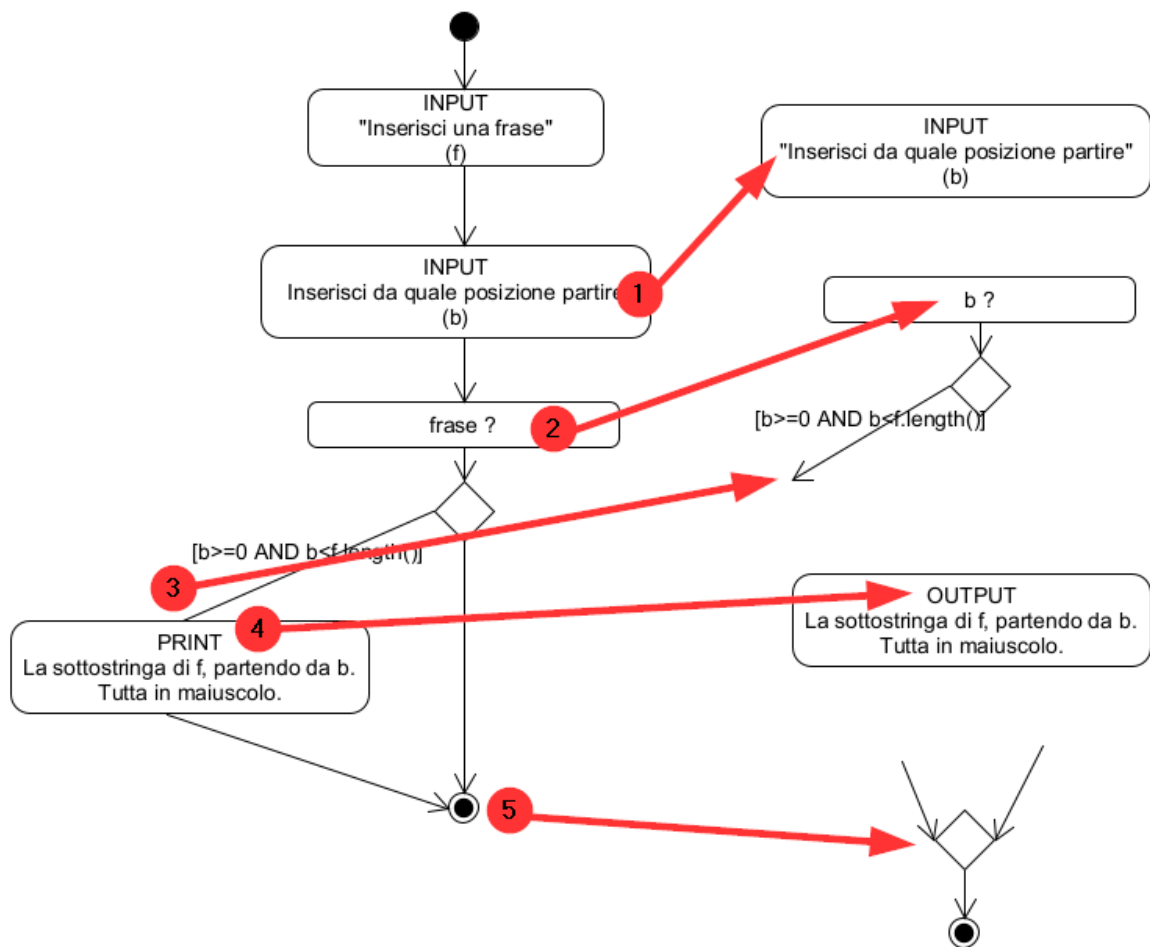 INPUT
"Inserisci una frase"
(f)
INPUT
"Inserisci da quale posizione partire"
(b)
INPUT
Inserisci da quale posizione partire
(b)
1
b ?
[b>=0 AND b<f.length()]
frase ?
2
[b>=0 AND b<f.length()]
3
PRINT
La sottostringa di f, partendo da b.
Tutta in maiuscolo.
4
OUTPUT
La sottostringa di f, partendo da b.
Tutta in maiuscolo.
5